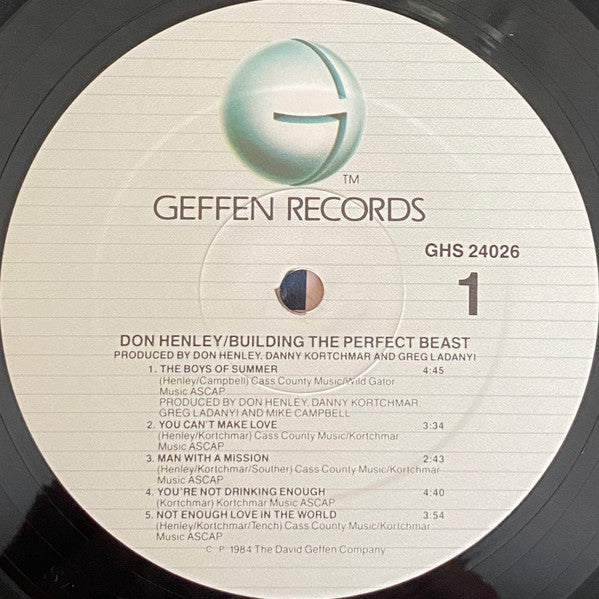 G
TM
GEFFEN RECORDS
GHS 24026
1
DON HENLEY/BUILDING THE PERFECT BEAST
PRODUCED BY DON HENLEY, DANNY KORTCHMAR AND GREG LADANYI
1. THE BOYS OF SUMMER 4:45
(Henley/Campbell) Cass County Music/Wild Gator
Music ASCAP
PRODUCED BY DON HENLEY, DANNY KORTCHMAR
GREG LADANYI AND MIKE CAMPBELL
2. YOU CAN'T MAKE LOVE 3:34
(Henley/Kortchmar) Cass County Music/Kortchmar
Music ASCAP
3. MAN WITH A MISSION 2:43
(Henley/Kortchmar/Souther) Cass County Music/Kortchmar
Music ASCAP
4. YOU'RE NOT DRINKING ENOUGH 4:40
(Kortchmar) Kortchmar Music ASCAP
5. NOT ENOUGH LOVE IN THE WORLD 3:54
(Henley/Kortchmar/Tench) Cass County Music/Kortchmar
Music ASCAP
C P 1984 The David Geffen Company